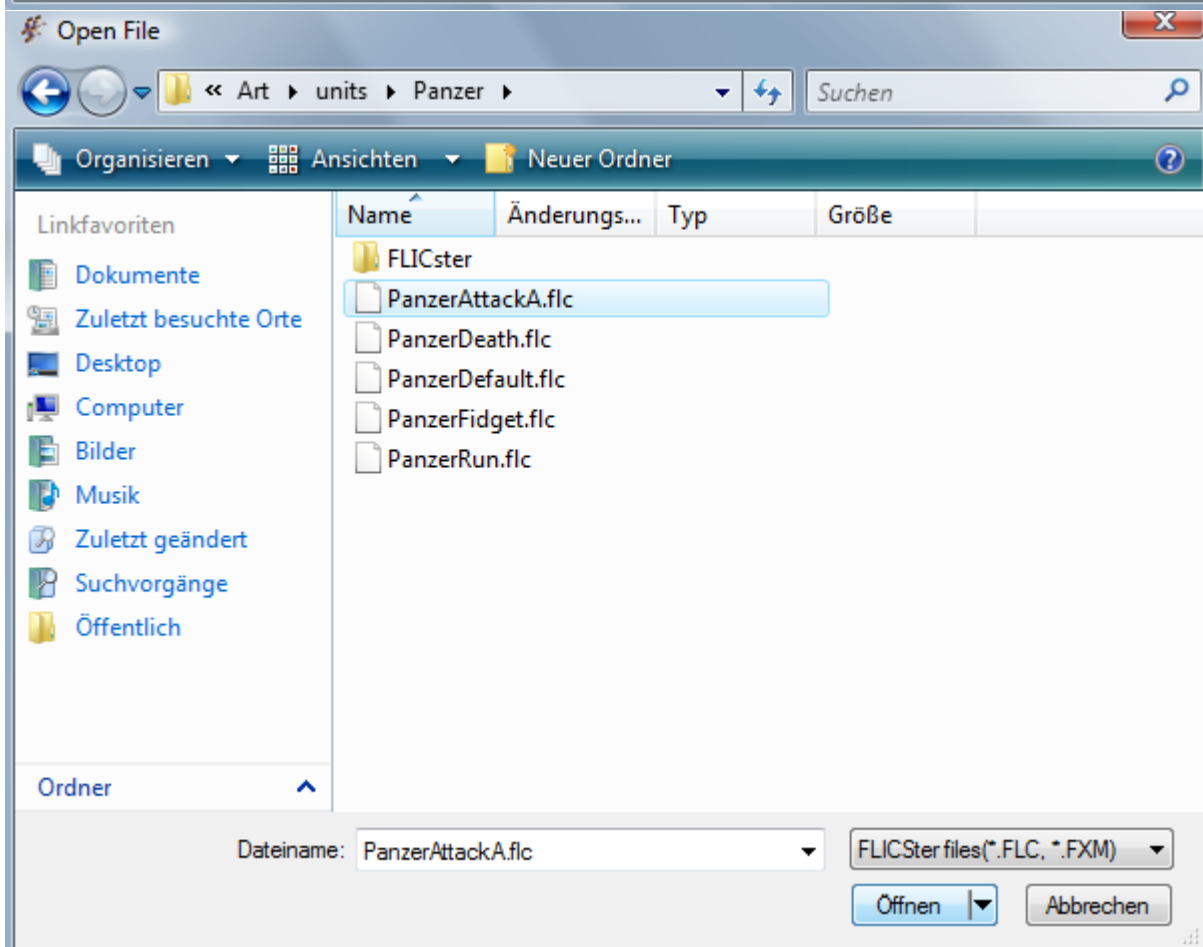 Open File
« Art units Panzer
Suchen
Organisieren Ansichten Neuer Ordner
Linkfavoriten
Dokumente
Zuletzt besuchte Orte
Desktop
Computer
Bilder
Musik
Zuletzt geändert
Suchvorgänge
Öffentlich
Ordner
Name Änderungs... Typ Größe
FLICster
PanzerAttackA.flc
PanzerDeath.flc
PanzerDefault.flc
PanzerFidget.flc
PanzerRun.flc
Dateiname: PanzerAttackA.flc FLICSter files(*.FLC, *.FXM)
Öffnen Abbrechen